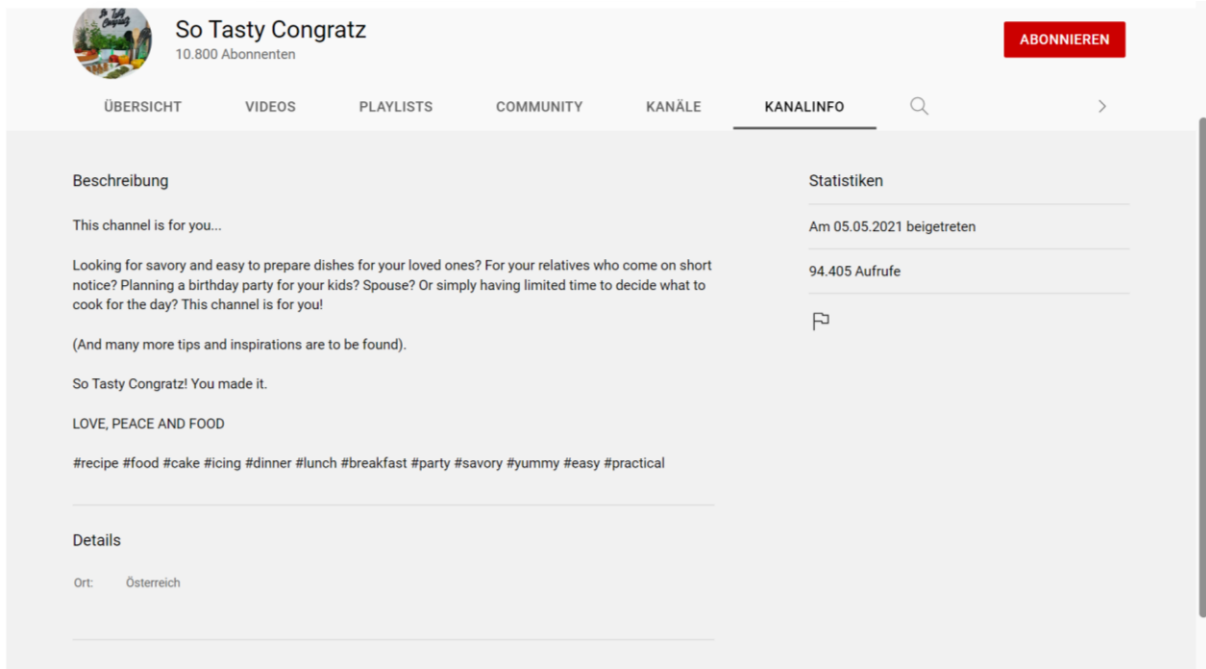 So Tasty
Congratz
So Tasty Congratz
10.800 Abonnenten
ABONNIEREN
ÜBERSICHT VIDEOS PLAYLISTS COMMUNITY KANÄLE KANALINFO
Beschreibung
This channel is for you...
Looking for savory and easy to prepare dishes for your loved ones? For your relatives who come on short
notice? Planning a birthday party for your kids? Spouse? Or simply having limited time to decide what to
cook for the day? This channel is for you!
(And many more tips and inspirations are to be found).
So Tasty Congratz! You made it.
LOVE, PEACE AND FOOD
#recipe #food #cake #icing #dinner #lunch #breakfast #party #savory #yummy #easy #practical
Details
Ort: Österreich
Statistiken
Am 05.05.2021 beigetreten
94.405 Aufrufe